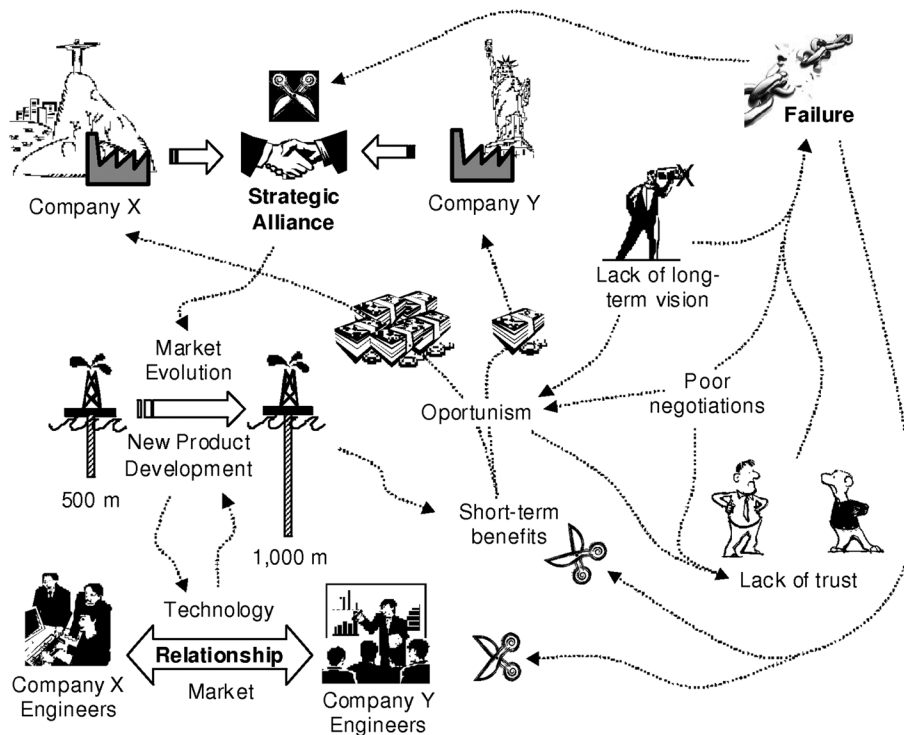 Failure
Company X
Strategic
Alliance
Company Y
Lack of long-
term vision
Market
Evolution
Oportunism
Poor
negotiations
New Product
Development
500 m
1,000 m
Short-term
benefits
Lack of trust
Technology
Relationship
Market
Company X
Engineers
Company Y
Engineers